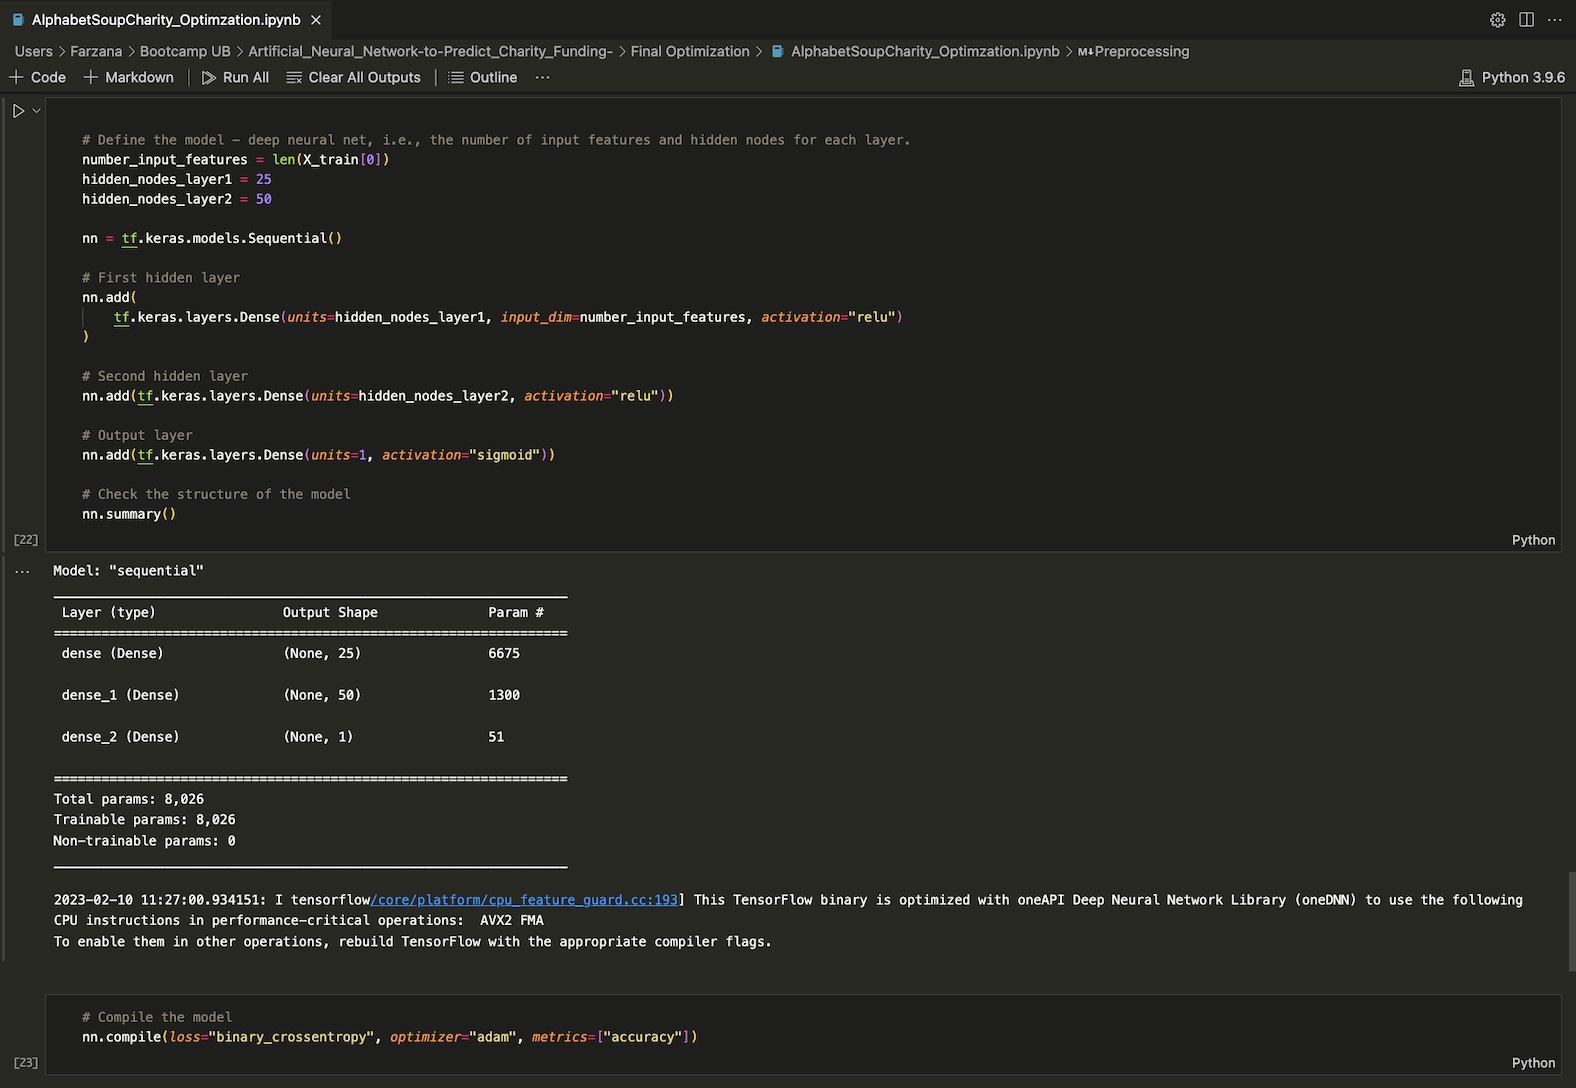 AlphabetSoupCharity_Optimzation.ipynb ×
Users > Farzana > Bootcamp UB > Artificial_Neural_Network-to-Predict_Charity_Funding- > Final Optimization > AlphabetSoupCharity_Optimzation.ipynb > M↓Preprocessing
+ Code + Markdown Run All Clear All Outputs Outline ... Python 3.9.6
# Define the model – deep neural net, i.e., the number of input features and hidden nodes for each layer.
number_input_features = len(X_train[0])
hidden_nodes_layer1 = 25
hidden_nodes_layer2 = 50
nn = tf.keras.models.Sequential()
# First hidden layer
nn.add(
tf.keras.layers.Dense(units=hidden_nodes_layer1, input_dim=number_input_features, activation="relu")
)
# Second hidden layer
nn.add(tf.keras.layers.Dense(units=hidden_nodes_layer2, activation="relu"))
# Output layer
nn.add(tf.keras.layers.Dense(units=1, activation="sigmoid"))
# Check the structure of the model
nn.summary()
[22] Python
... Model: "sequential"
_________________________________________________________________
Layer (type) Output Shape Param #
=================================================================
dense (Dense) (None, 25) 6675
dense_1 (Dense) (None, 50) 1300
dense_2 (Dense) (None, 1) 51
=================================================================
Total params: 8,026
Trainable params: 8,026
Non-trainable params: 0
_________________________________________________________________
2023-02-10 11:27:00.934151: I tensorflow/core/platform/cpu_feature_guard.cc:193] This TensorFlow binary is optimized with oneAPI Deep Neural Network Library (oneDNN) to use the following
CPU instructions in performance-critical operations: AVX2 FMA
To enable them in other operations, rebuild TensorFlow with the appropriate compiler flags.
# Compile the model
nn.compile(loss="binary_crossentropy", optimizer="adam", metrics=["accuracy"])
[23] Python